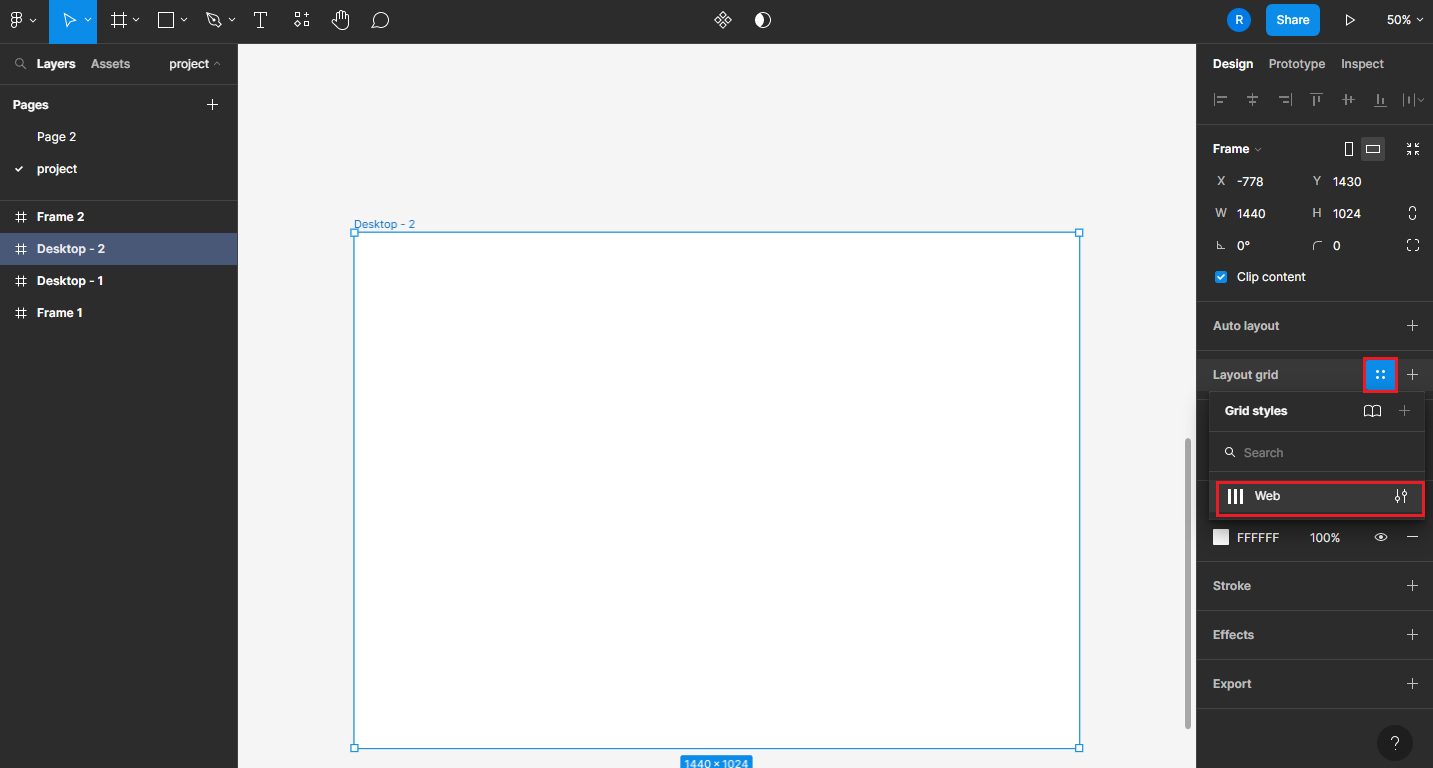 R
Share
50%
Layers
Assets
project
Pages
Page 2
project
Frame 2
Desktop - 2
Desktop - 1
Frame 1
Desktop - 2
1440 × 1024
Design
Prototype
Inspect
Frame
X -778
Y 1430
W 1440
H 1024
0°
0
Clip content
Auto layout
Layout grid
Grid styles
Search
Web
FFFFFF
100%
Stroke
Effects
Export
?